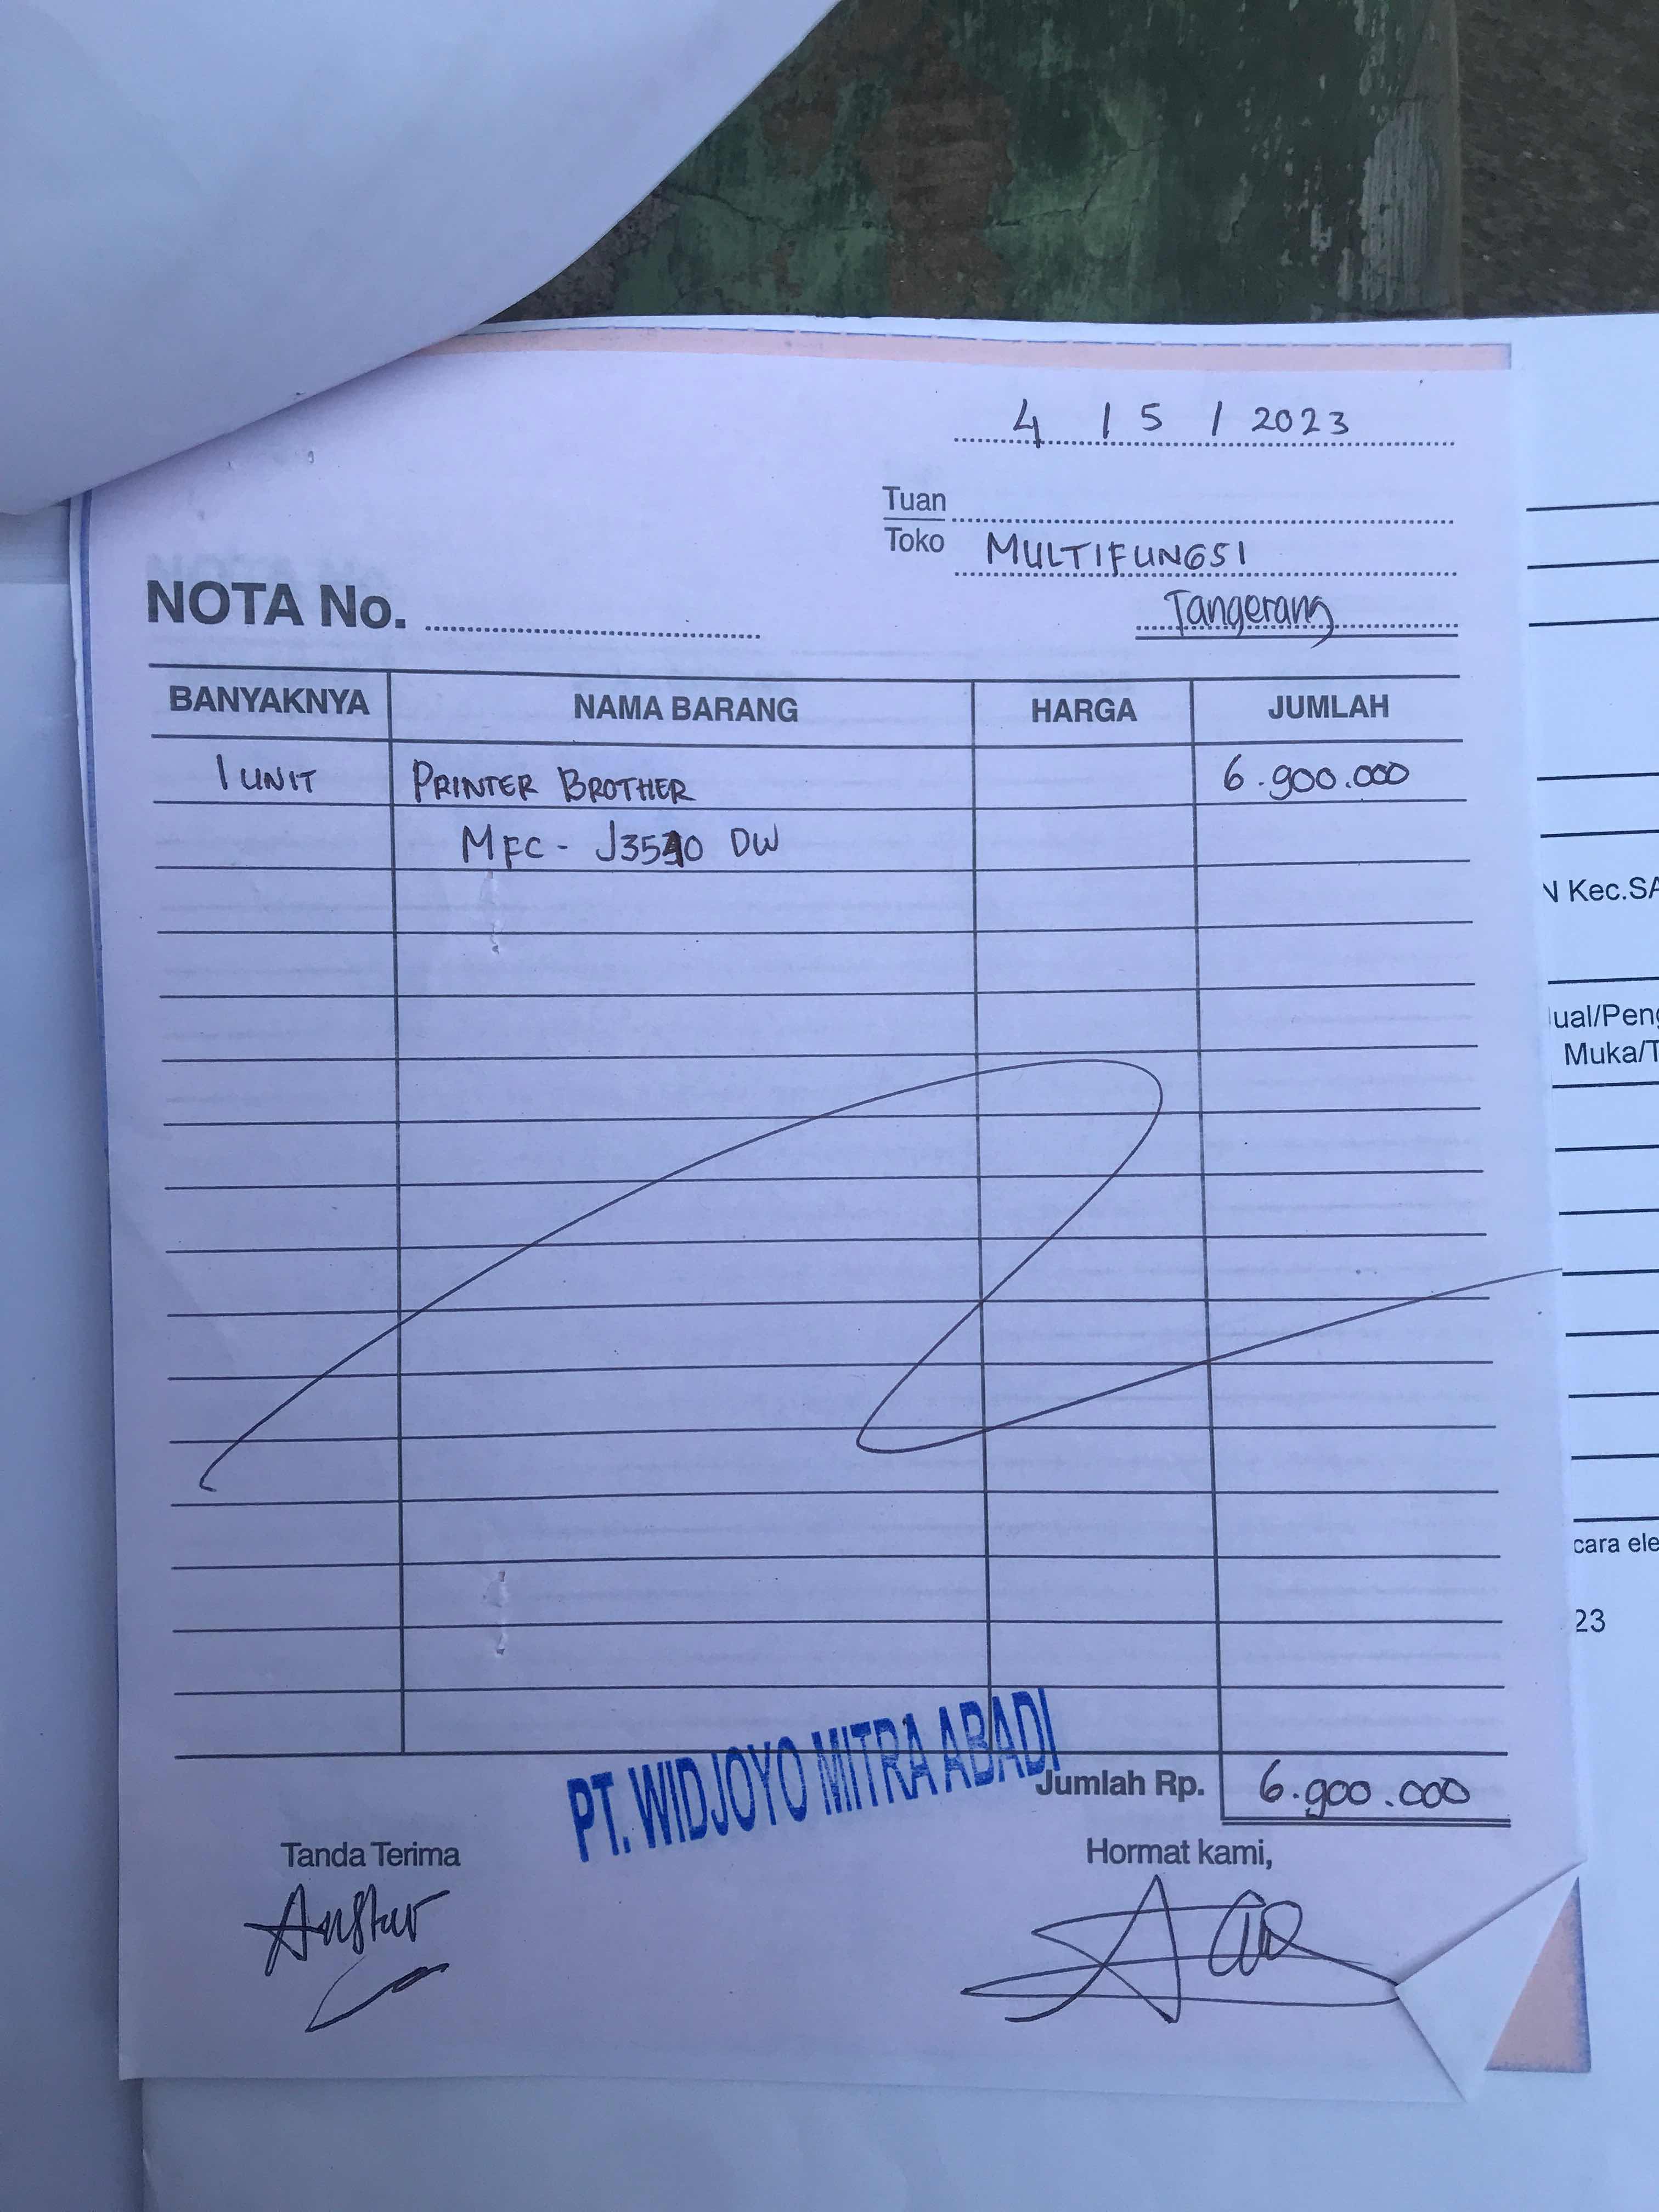 4 / 5 / 2023
Tuan
Toko MULTIFUNGSI
Tangerang
NOTA No.
BANYAKNYA NAMA BARANG HARGA JUMLAH
1 UNIT PRINTER BROTHER 6.900.000
MFC - DW
PT. WIDJOYO MITRA ABADI
Jumlah Rp. 6.900.000
Tanda Terima Hormat kami,
N Kec.SA
ual/Peng
Muka/T
cara ele
23